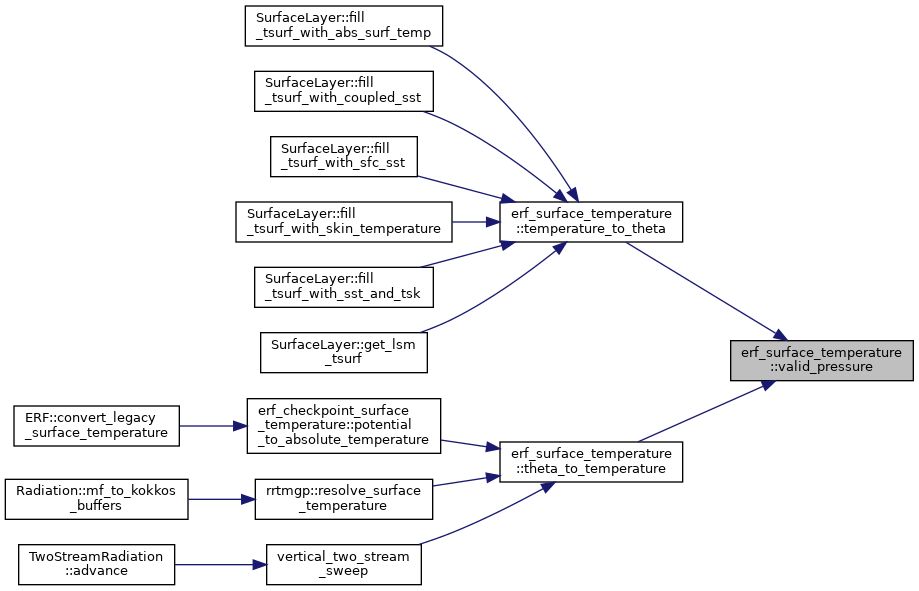 SurfaceLayer::fill
_tsurf_with_abs_surf_temp
SurfaceLayer::fill
_tsurf_with_coupled_sst
SurfaceLayer::fill
_tsurf_with_sfc_sst
SurfaceLayer::fill
_tsurf_with_skin_temperature
SurfaceLayer::fill
_tsurf_with_sst_and_tsk
SurfaceLayer::get_lsm
_tsurf
erf_surface_temperature
::temperature_to_theta
erf_surface_temperature
::valid_pressure
ERF::convert_legacy
_surface_temperature
erf_checkpoint_surface
_temperature::potential
_to_absolute_temperature
erf_surface_temperature
::theta_to_temperature
Radiation::mf_to_kokkos
_buffers
rrtmgp::resolve_surface
_temperature
TwoStreamRadiation
::advance
vertical_two_stream
_sweep